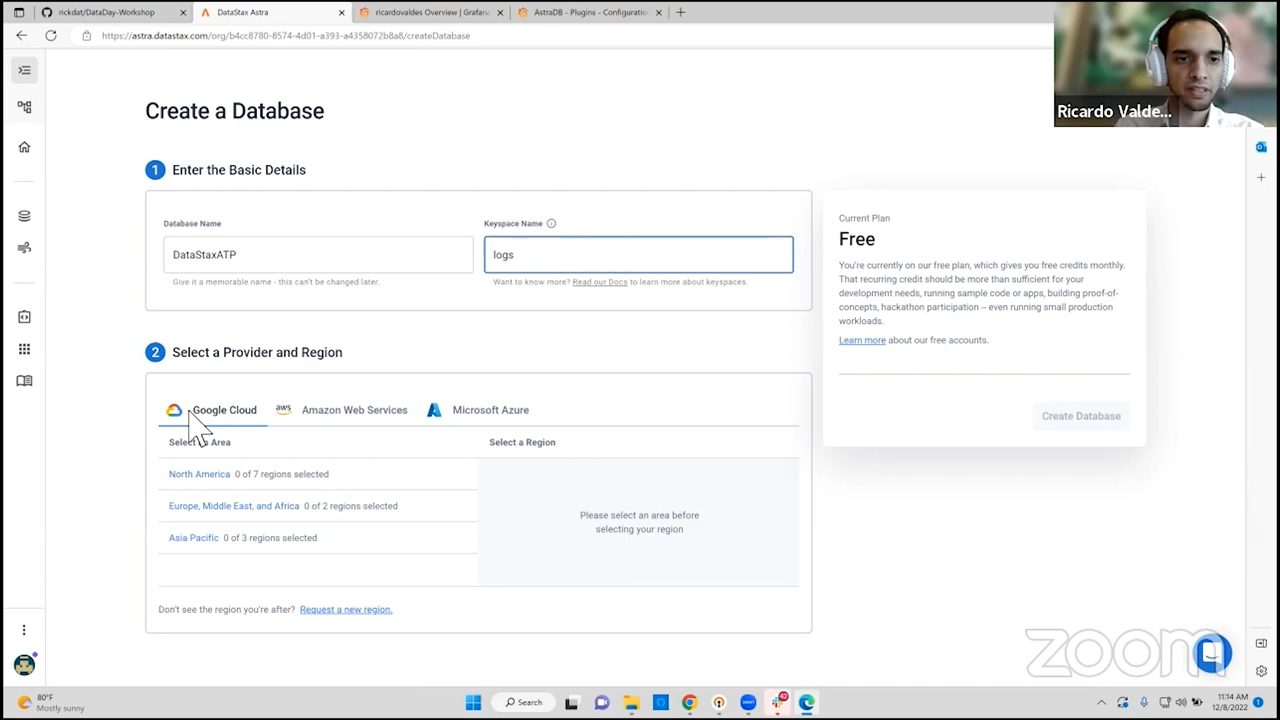 rickdat/DataDay-Workshop
DataStax Astra
ricardovaldes Overview | Grafana
AstraDB - Plugins - Configuratio
https://astra.datastax.com/org/b4cc8780-8574-4d01-a393-a4358072b8a8/createDatabase
Ricardo Valde...
Create a Database
1 Enter the Basic Details
Database Name
Keyspace Name
DataStaxATP
logs
Give it a memorable name - this can't be changed later.
Want to know more? Read our Docs to learn more about keyspaces.
Current Plan
Free
You're currently on our free plan, which gives you free credits monthly.
That recurring credit should be more than sufficient for your
development needs, running sample code or apps, building proof-of-
concepts, hackathon participation – even running small production
workloads.
Learn more about our free accounts.
Create Database
2 Select a Provider and Region
Google Cloud
aws Amazon Web Services
Microsoft Azure
Select an Area
Select a Region
North America 0 of 7 regions selected
Europe, Middle East, and Africa 0 of 2 regions selected
Asia Pacific 0 of 3 regions selected
Please select an area before
selecting your region
Don't see the region you're after? Request a new region.
zoom
80°F
Mostly sunny
Search
11:14 AM
12/8/2022